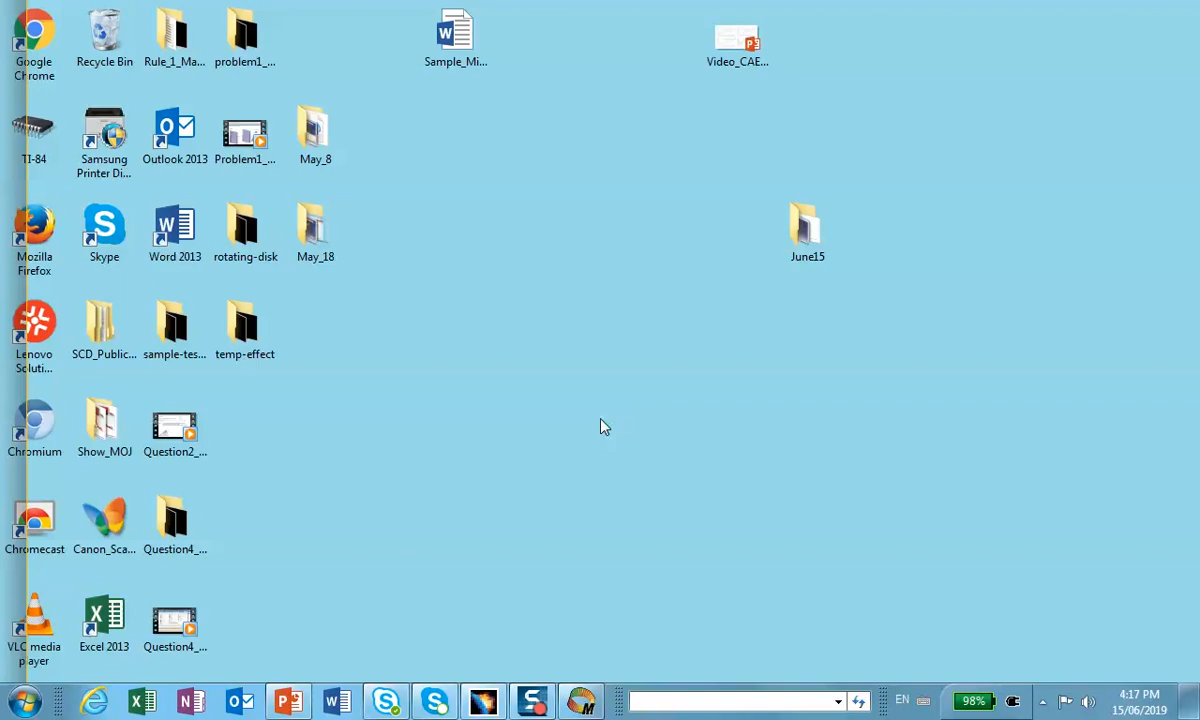 Google
Chrome
Recycle Bin
Rule_1_Ma...
problem1_...
Sample_Mi...
Video_CAE...
TI-84
Samsung
Printer Di...
Outlook 2013
Problem1_...
May_8
Mozilla
Firefox
Skype
Word 2013
rotating-disk
May_18
June15
Lenovo
Soluti...
SCD_Public...
sample-tes...
temp-effect
Chromium
Show_MOJ
Question2_...
Chromecast
Canon_Sca...
Question4_...
VLC media
player
Excel 2013
Question4_...
EN
98%
4:17 PM
15/06/2019